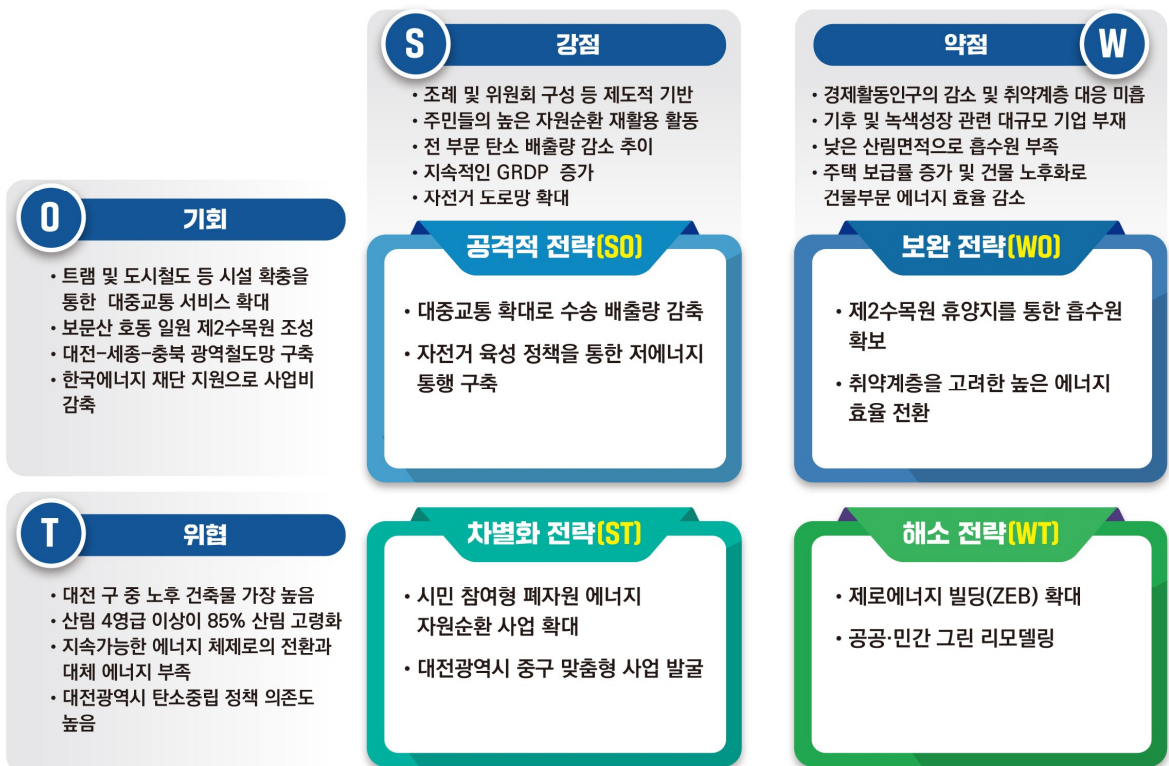 S 강점
• 조례 및 위원회 구성 등 제도적 기반
• 주민들의 높은 자원순환 재활용 활동
• 전 부문 탄소 배출량 감소 추이
• 지속적인 GRDP 증가
• 자전거 도로망 확대
약점 W
• 경제활동인구의 감소 및 취약계층 대응 미흡
• 기후 및 녹색성장 관련 대규모 기업 부재
• 낮은 산림면적으로 흡수원 부족
• 주택 보급률 증가 및 건물 노후화로
건물부문 에너지 효율 감소
O 기회
• 트램 및 도시철도 등 시설 확충을
통한 대중교통 서비스 확대
• 보문산 호동 일원 제2수목원 조성
• 대전-세종-충북 광역철도망 구축
• 한국에너지 재단 지원으로 사업비
감축
공격적 전략(SO)
• 대중교통 확대로 수송 배출량 감축
• 자전거 육성 정책을 통한 저에너지
통행 구축
보완 전략(WO)
• 제2수목원 휴양지를 통한 흡수원
확보
• 취약계층을 고려한 높은 에너지
효율 전환
T 위협
• 대전 구 중 노후 건축물 가장 높음
• 산림 4영급 이상이 85% 산림 고령화
• 지속가능한 에너지 체제로의 전환과
대체 에너지 부족
• 대전광역시 탄소중립 정책 의존도
높음
차별화 전략(ST)
• 시민 참여형 폐자원 에너지
자원순환 사업 확대
• 대전광역시 중구 맞춤형 사업 발굴
해소 전략(WT)
• 제로에너지 빌딩(ZEB) 확대
• 공공·민간 그린 리모델링